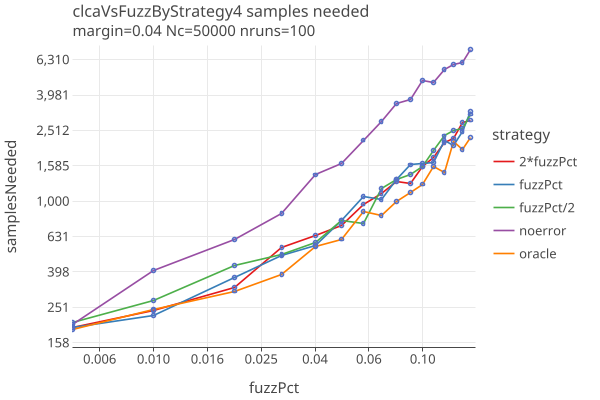 clcaVsFuzzByStrategy4 samples needed
margin=0.04 Nc=50000 nruns=100
6,310
3,981
2,512
1,585
1,000
631
398
251
158
samplesNeeded
0.006
0.010
0.016
0.025
0.04
0.06
0.10
fuzzPct
strategy
2*fuzzPct
fuzzPct
fuzzPct/2
noerror
oracle